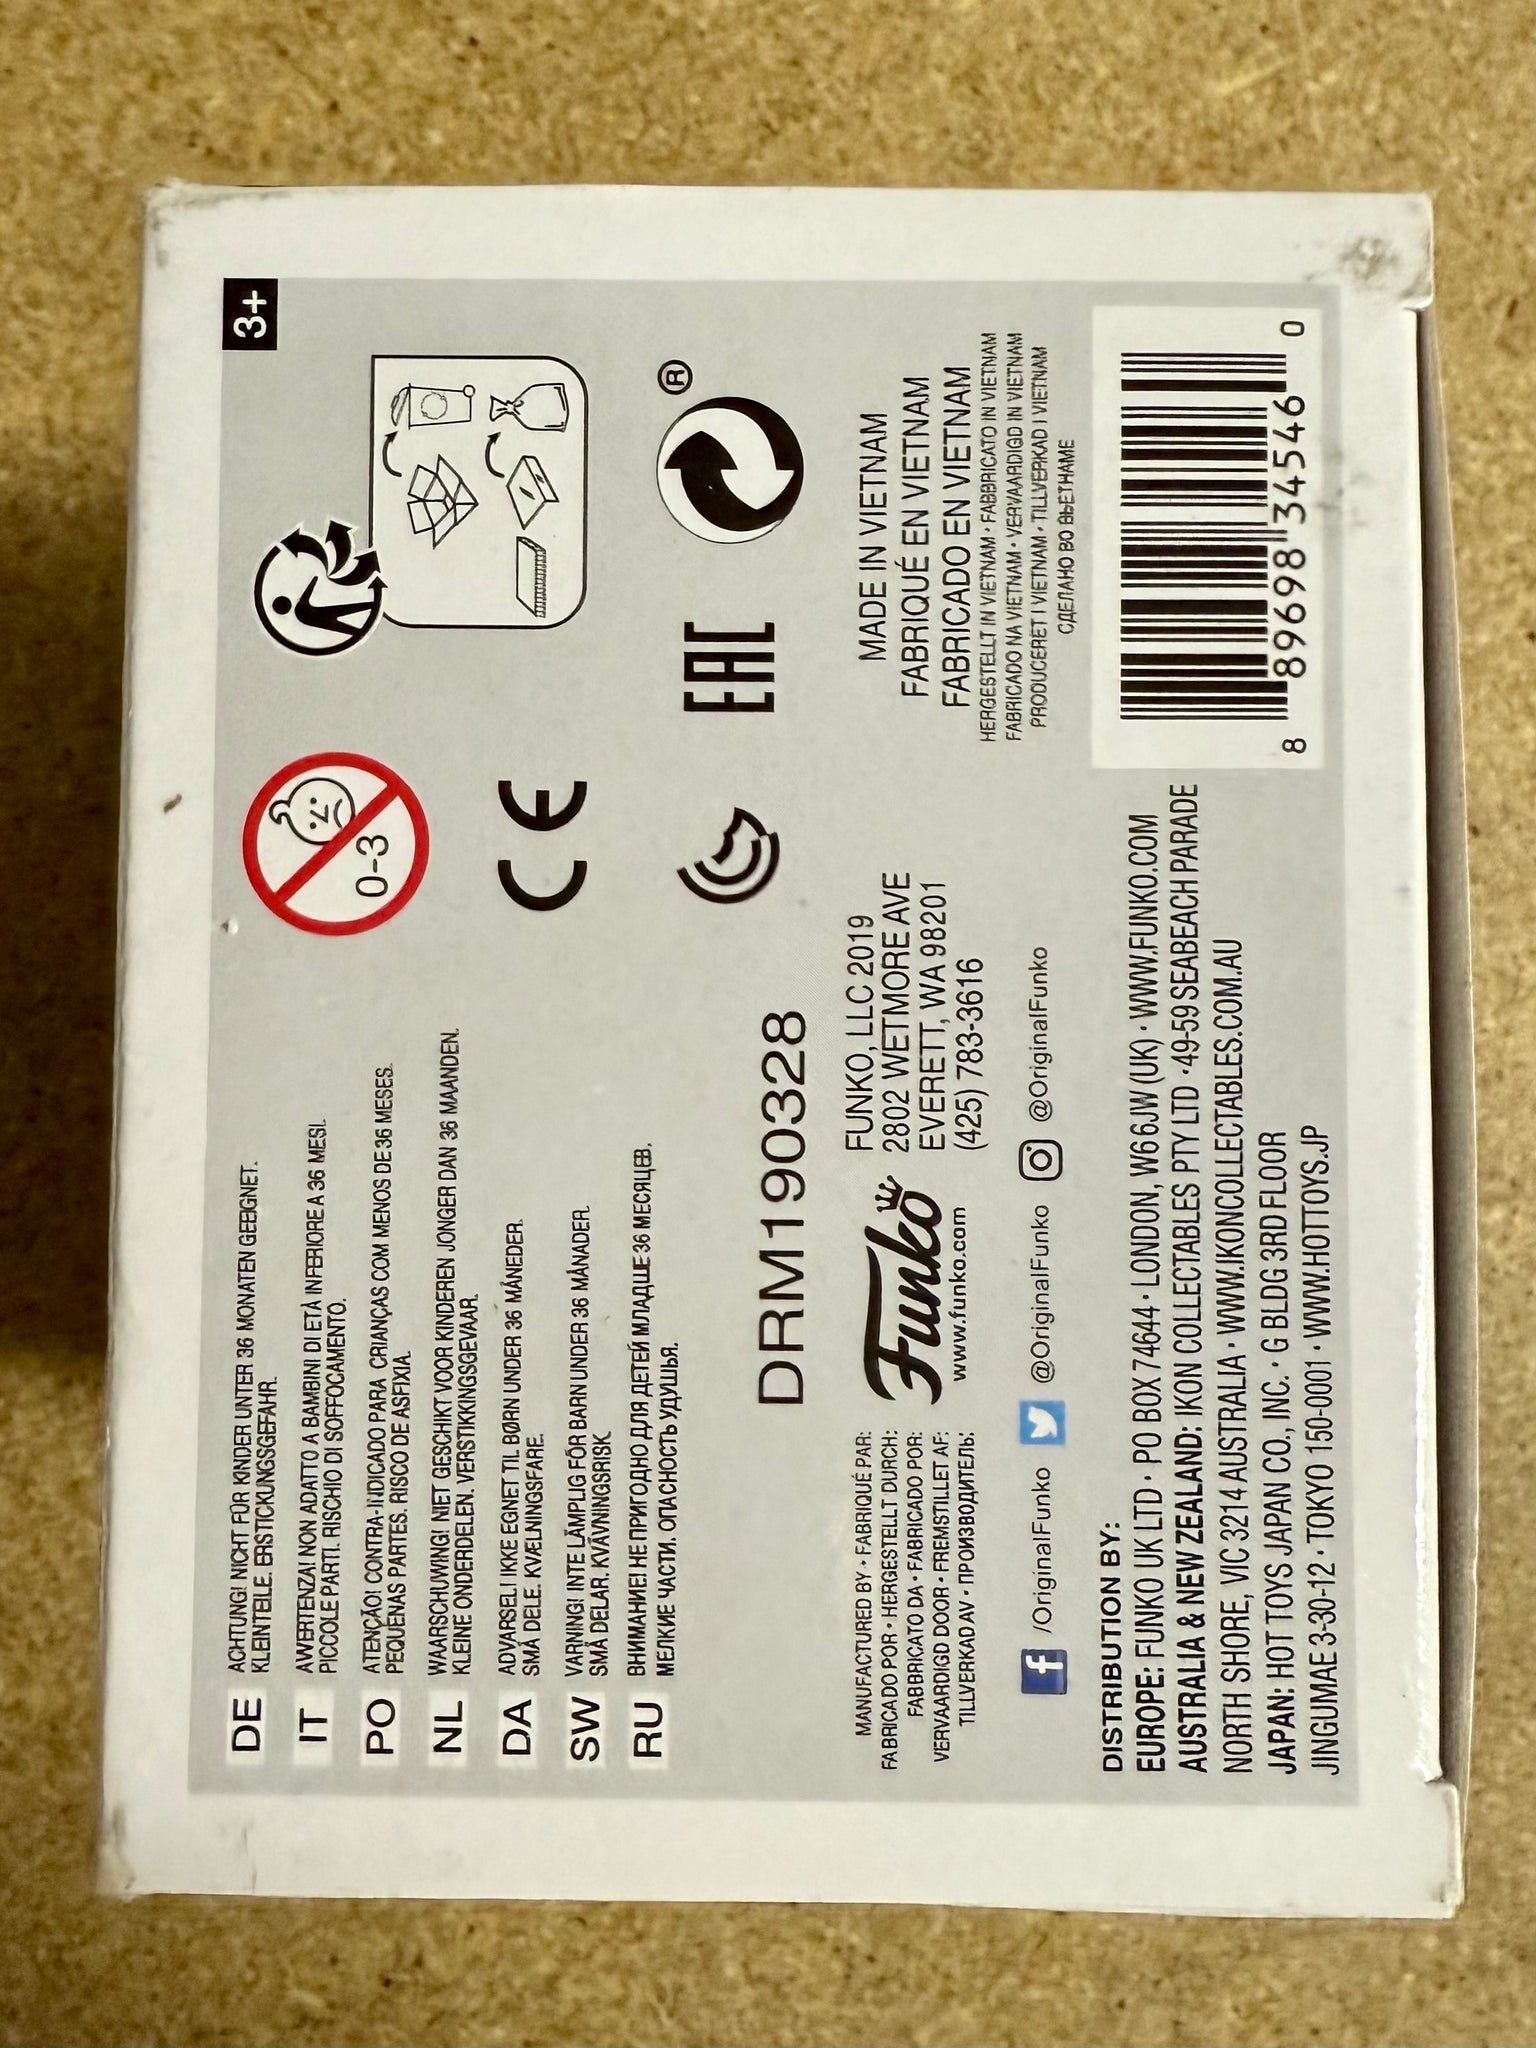 3+
DE ACHTUNG! NICHT FÜR KINDER UNTER 36 MONATEN GEEIGNET.
KLEINTEILE. ERSTICKUNGSGEFAHR.
IT AVVERTENZA! NON ADATTO A BAMBINI DI ETÀ INFERIORE A 36 MESI.
PICCOLE PARTI. RISCHIO DI SOFFOCAMENTO.
PO ATENÇÃO! CONTRA-INDICADO PARA CRIANÇAS COM MENOS DE 36 MESES.
PEQUENAS PARTES. RISCO DE ASFIXIA.
NL WAARSCHUWING! NIET GESCHIKT VOOR KINDEREN JONGER DAN 36 MAANDEN.
KLEINE ONDERDELEN. VERSTIKKINGSGEVAAR.
DA ADVARSEL! IKKE EGNET TIL BØRN UNDER 36 MÅNEDER.
SMÅ DELE. KVÆLNINGSFARE.
SW VARNING! INTE LÄMPLIG FÖR BARN UNDER 36 MÅNADER.
SMÅ DELAR. KVÄVNINGSRISK
RU ВНИМАНИЕ! НЕ ПРИГОДНО ДЛЯ ДЕТЕЙ МЛАДШЕ 36 МЕСЯЦЕВ.
МЕЛКИЕ ЧАСТИ. ОПАСНОСТЬ УДУШЬЯ.
0-3
CE
EAC
®
DRM190328
MANUFACTURED BY • FABRIQUÉ PAR:
FABRICADO POR • HERGESTELLT DURCH:
FABBRICATO DA • FABRICADO POR:
VERVAARDIGD DOOR • FREMSTILLET AF:
TILLVERKAD AV • ПРОИЗВОДИТЕЛЬ:
Funko
www.funko.com
FUNKO, LLC 2019
2802 WETMORE AVE
EVERETT, WA 98201
(425) 783-3616
MADE IN VIETNAM
FABRIQUÉ EN VIETNAM
FABRICADO EN VIETNAM
HERGESTELLT IN VIETNAM • FABBRICATO IN VIETNAM
FABRICADO NA VIETNAM • VERVAARDIGD IN VIETNAM
PRODUCERET I VIETNAM • TILLVERKAD I VIETNAM
СДЕЛАНО ВО ВЬЕТНАМЕ
f /OriginalFunko @OriginalFunko @OriginalFunko
DISTRIBUTION BY:
EUROPE: FUNKO UK LTD • PO BOX 74644 • LONDON, W6 6JW (UK) • WWW.FUNKO.COM
AUSTRALIA & NEW ZEALAND: IKON COLLECTABLES PTY LTD •49-59 SEABEACH PARADE
NORTH SHORE, VIC 3214 AUSTRALIA • WWW.IKONCOLLECTABLES.COM.AU
JAPAN: HOT TOYS JAPAN CO., INC. • G BLDG 3RD FLOOR
JINGUMAE 3-30-12 • TOKYO 150-0001 • WWW.HOTTOYS.JP
8 89698 34546 0